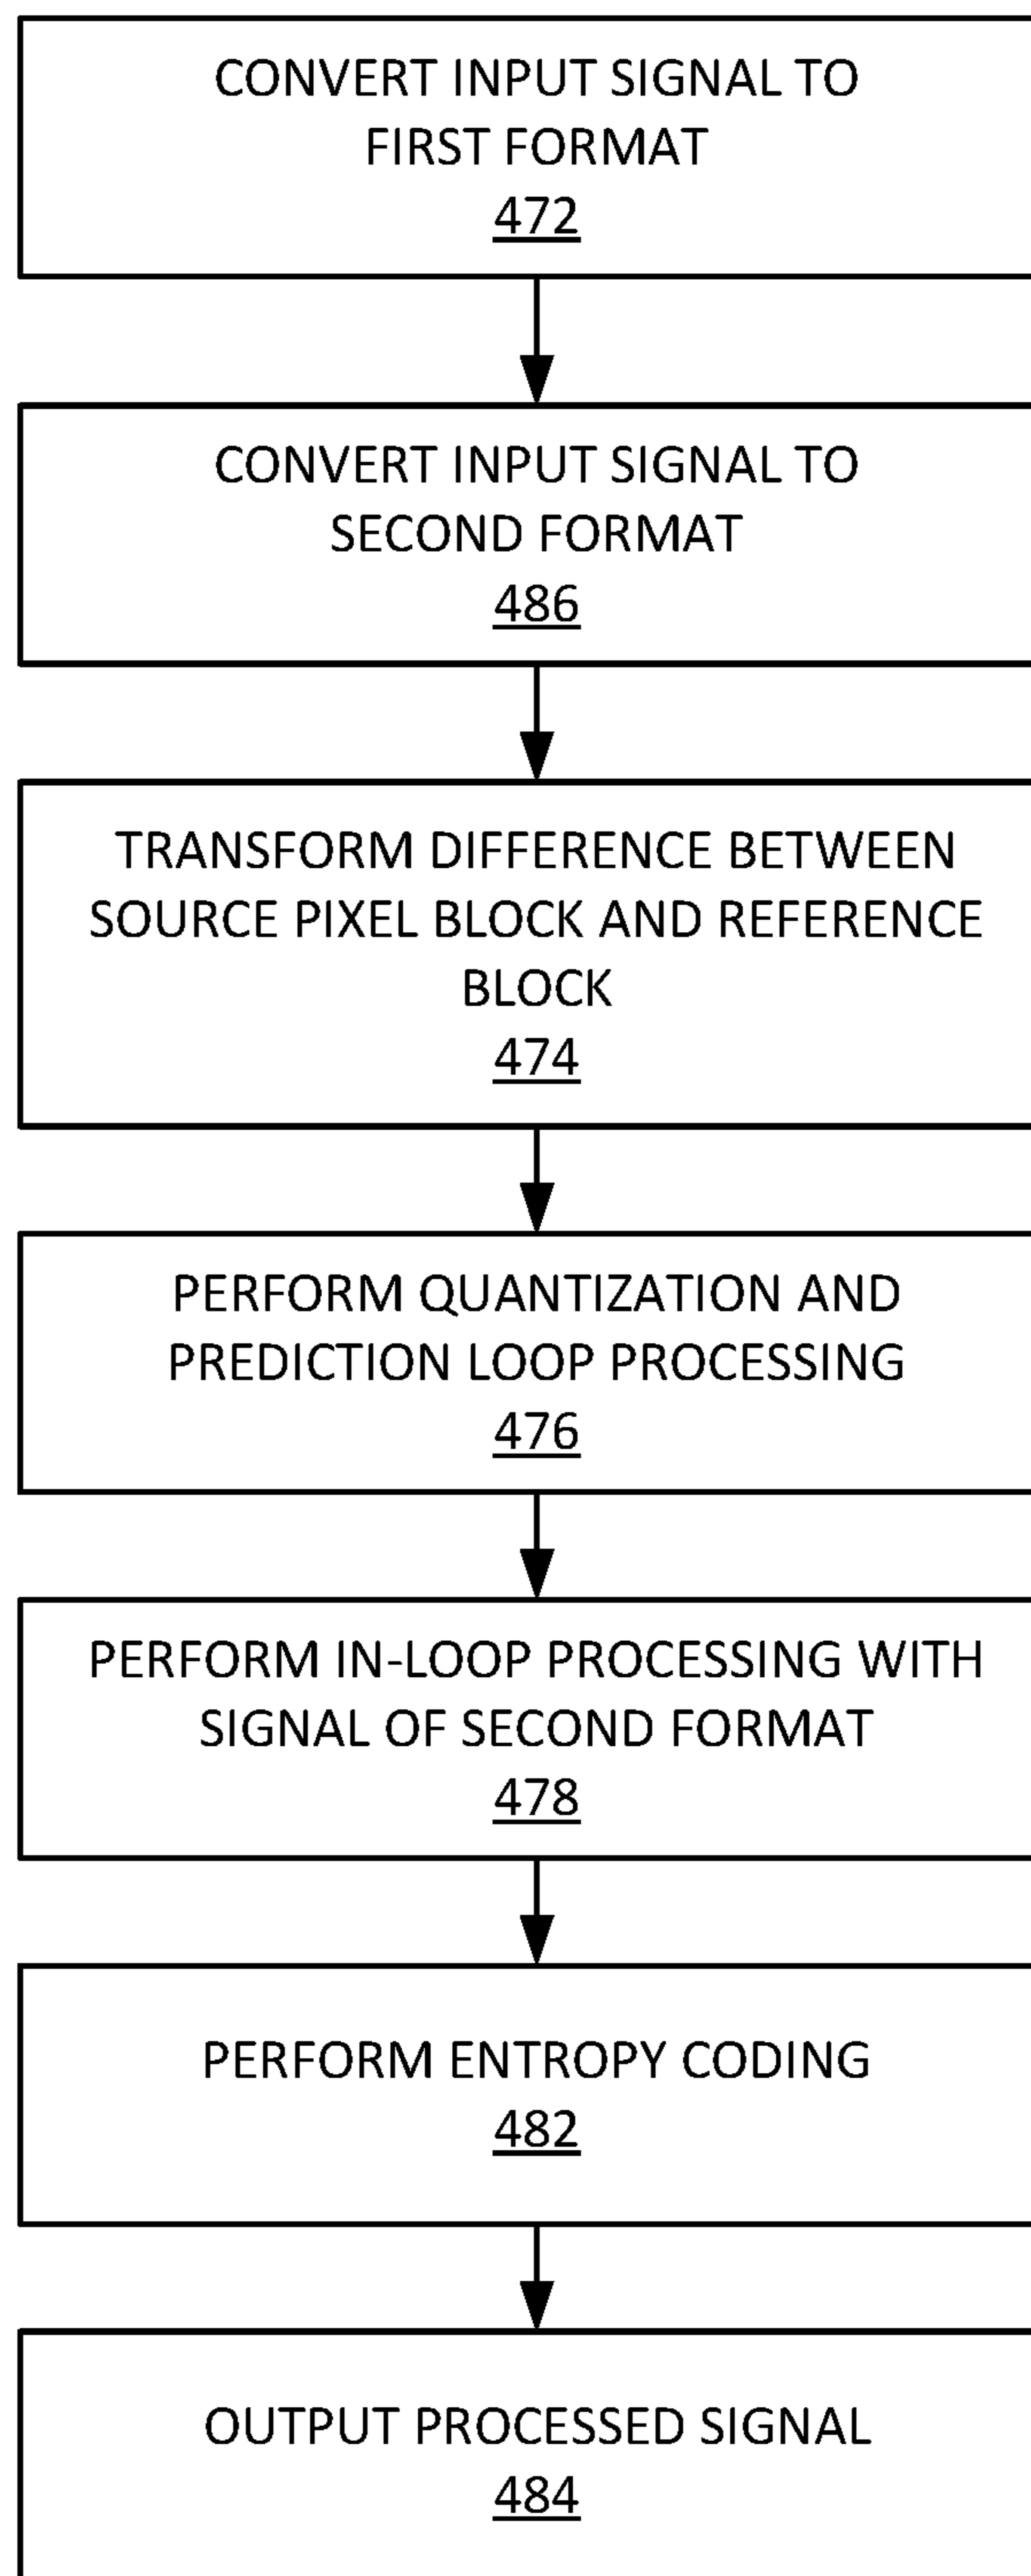 CONVERT INPUT SIGNAL TO
FIRST FORMAT
472
CONVERT INPUT SIGNAL TO
SECOND FORMAT
486
TRANSFORM DIFFERENCE BETWEEN
SOURCE PIXEL BLOCK AND REFERENCE
BLOCK
474
PERFORM QUANTIZATION AND
PREDICTION LOOP PROCESSING
476
PERFORM IN-LOOP PROCESSING WITH
SIGNAL OF SECOND FORMAT
478
PERFORM ENTROPY CODING
482
OUTPUT PROCESSED SIGNAL
484